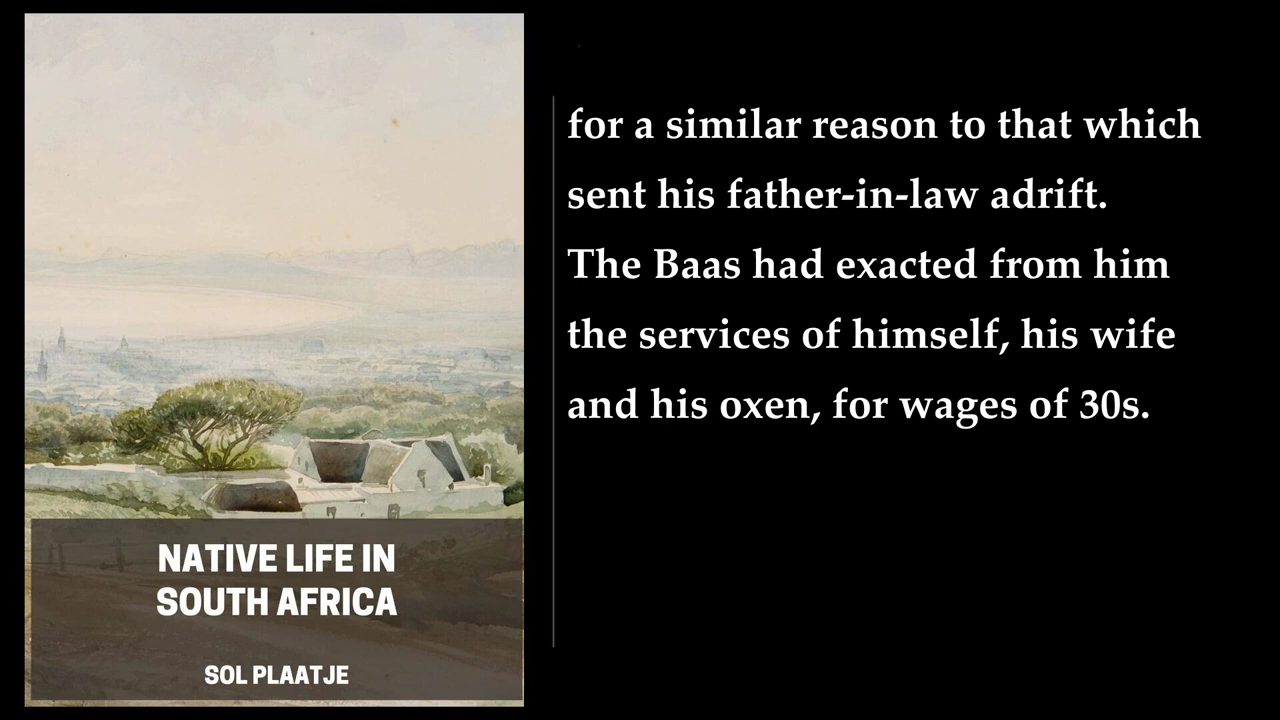 for a similar reason to that which
sent his father-in-law adrift.
The Baas had exacted from him
the services of himself, his wife
and his oxen, for wages of 30s.
NATIVE LIFE IN
SOUTH AFRICA
SOL PLAATJE